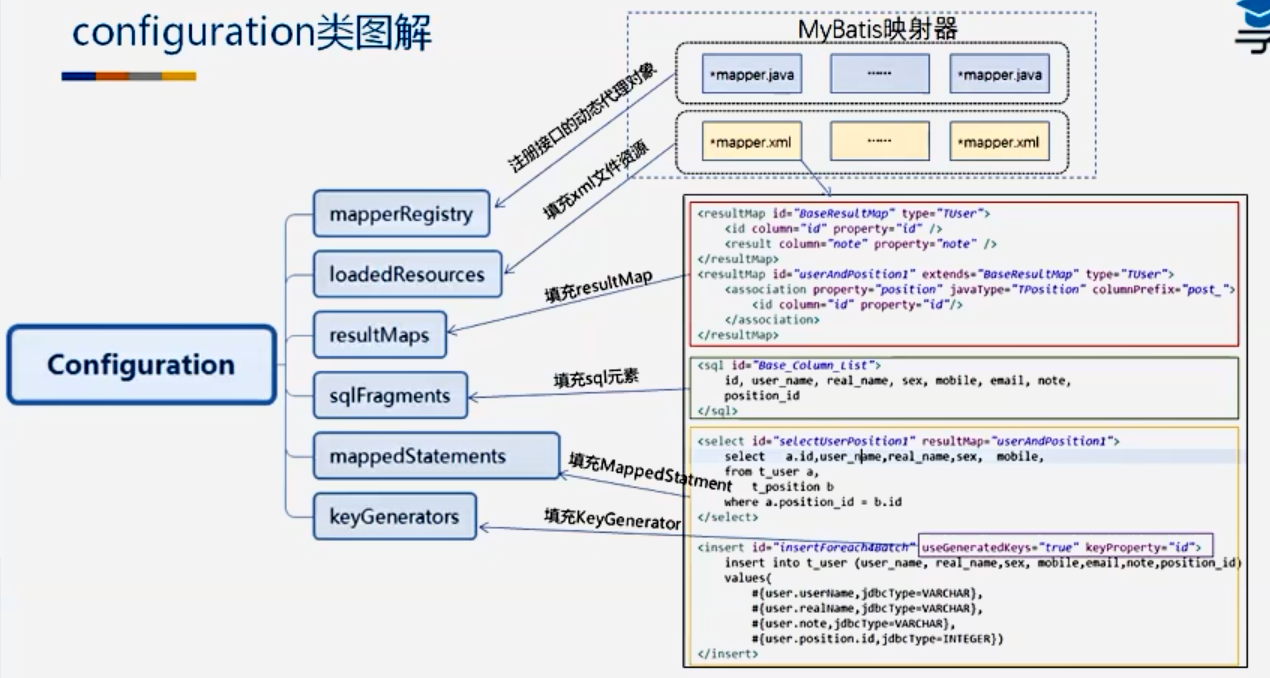 configuration类图解
MyBatis映射器
*mapper.java
······
*mapper.java
*mapper.xml
······
*mapper.xml
注册接口的动态代理对象
填充xml文件资源
填充resultMap
填充sql元素
填充MappedStatment
填充KeyGenerator
Configuration
mapperRegistry
loadedResources
resultMaps
sqlFragments
mappedStatements
keyGenerators
<resultMap id="BaseResultMap" type="TUser">
<id column="id" property="id" />
<result column="note" property="note" />
</resultMap>
<resultMap id="userAndPosition1" extends="BaseResultMap" type="TUser">
<association property="position" javaType="TPosition" columnPrefix="post_">
<id column="id" property="id"/>
</association>
</resultMap>
<sql id="Base_Column_List">
id, user_name, real_name, sex, mobile, email, note,
position_id
</sql>
<select id="selectUserPosition1" resultMap="userAndPosition1">
select a.id,user_name,real_name,sex, mobile,
from t_user a,
t_position b
where a.position_id = b.id
</select>
<insert id="insertForeach4Batch" useGeneratedKeys="true" keyProperty="id">
insert into t_user (user_name, real_name,sex, mobile,email,note,position_id)
values(
#{user.userName,jdbcType=VARCHAR},
#{user.realName,jdbcType=VARCHAR},
#{user.note,jdbcType=VARCHAR},
#{user.position.id,jdbcType=INTEGER})
</insert>